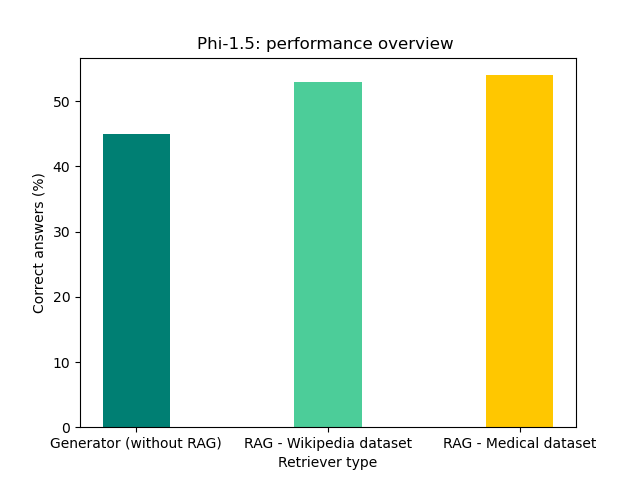 Phi-1.5: performance overview
Correct answers (%)
50
40
30
20
10
0
Generator (without RAG)
RAG - Wikipedia dataset
RAG - Medical dataset
Retriever type